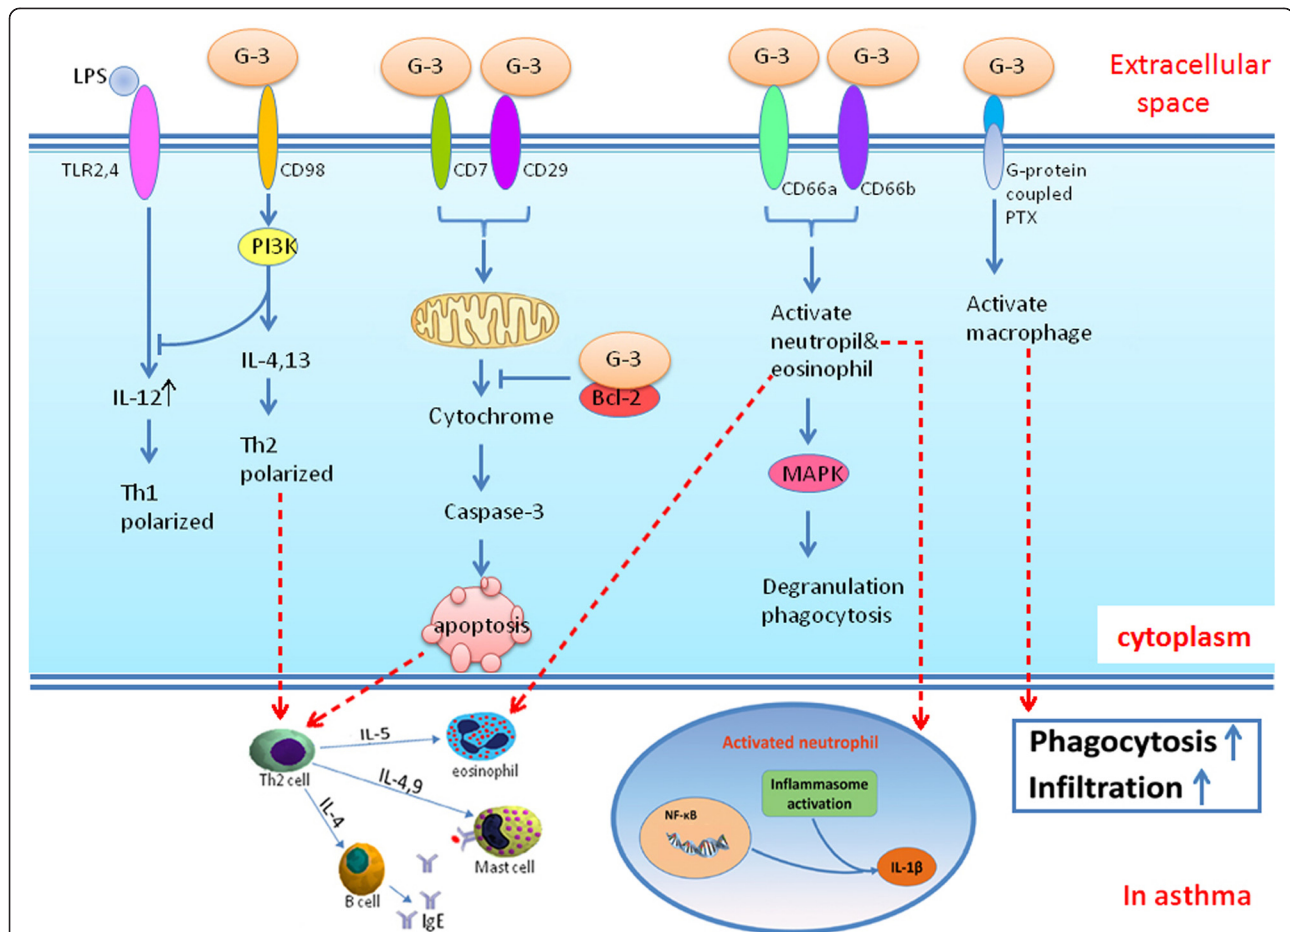 G-3
G-3
G-3
G-3
G-3
G-3
LPS
Extracellular
space
TLR2,4
CD98
CD7
CD29
CD66a
CD66b
G-protein
coupled
PTX
PI3K
IL-4,13
IL-12↑
Th1
polarized
Th2
polarized
G-3
Bcl-2
Cytochrome
Caspase-3
apoptosis
Activate
neutropil&
eosinophil
MAPK
Degranulation
phagocytosis
Activate
macrophage
cytoplasm
Th2 cell
IL-5
eosinophil
IL-4,9
Mast cell
IL-4
B cell
IgE
Activated neutrophil
Inflammasome
activation
NF-κB
IL-1β
Phagocytosis ↑
Infiltration ↑
In asthma